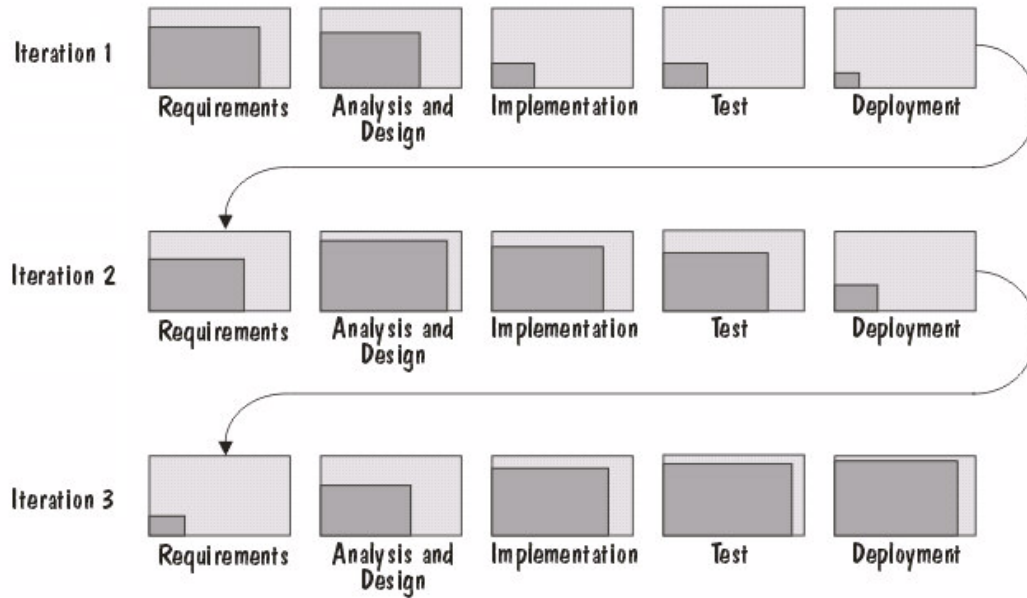 Iteration 1
Requirements
Analysis and
Design
Implementation
Test
Deployment
Iteration 2
Requirements
Analysis and
Design
Implementation
Test
Deployment
Iteration 3
Requirements
Analysis and
Design
Implementation
Test
Deployment